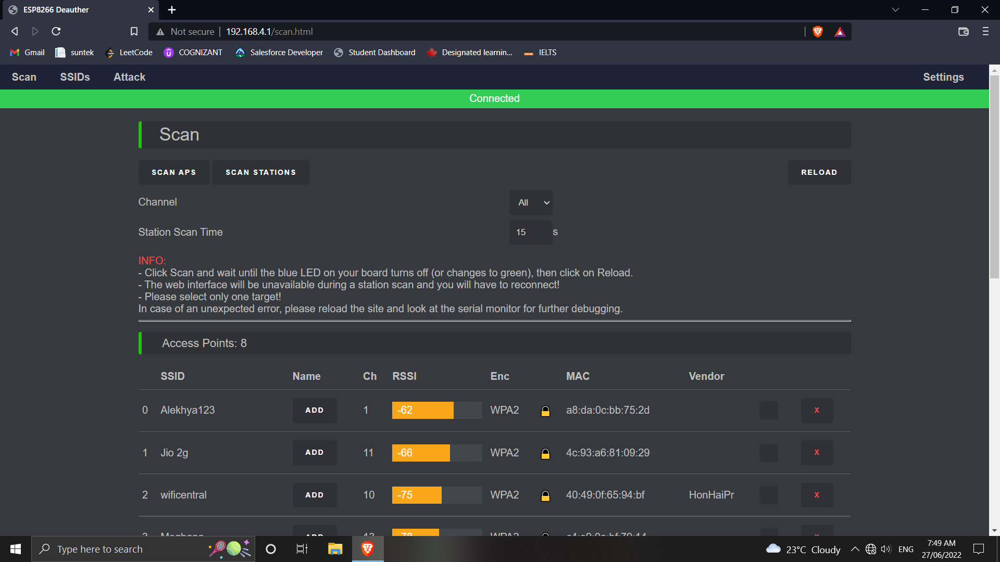 ESP8266 Deauther
Not secure 192.168.4.1/scan.html
Gmail suntek LeetCode COGNIZANT Salesforce Developer Student Dashboard Designated learnin... IELTS
Scan SSIDs Attack Settings
Connected
Scan
SCAN APS SCAN STATIONS RELOAD
Channel All
Station Scan Time 15 s
INFO:
- Click Scan and wait until the blue LED on your board turns off (or changes to green), then click on Reload.
- The web interface will be unavailable during a station scan and you will have to reconnect!
- Please select only one target!
In case of an unexpected error, please reload the site and look at the serial monitor for further debugging.
Access Points: 8
SSID Name Ch RSSI Enc MAC Vendor
0 Alekhya123 ADD 1 -62 WPA2 a8:da:0c:bb:75:2d X
1 Jio 2g ADD 11 -66 WPA2 4c:93:a6:81:09:29 X
2 wificentral ADD 10 -75 WPA2 40:49:0f:65:94:bf HonHaiPr X
ADD -78 WPA2
Type here to search 23°C Cloudy ENG 7:49 AM
27/06/2022